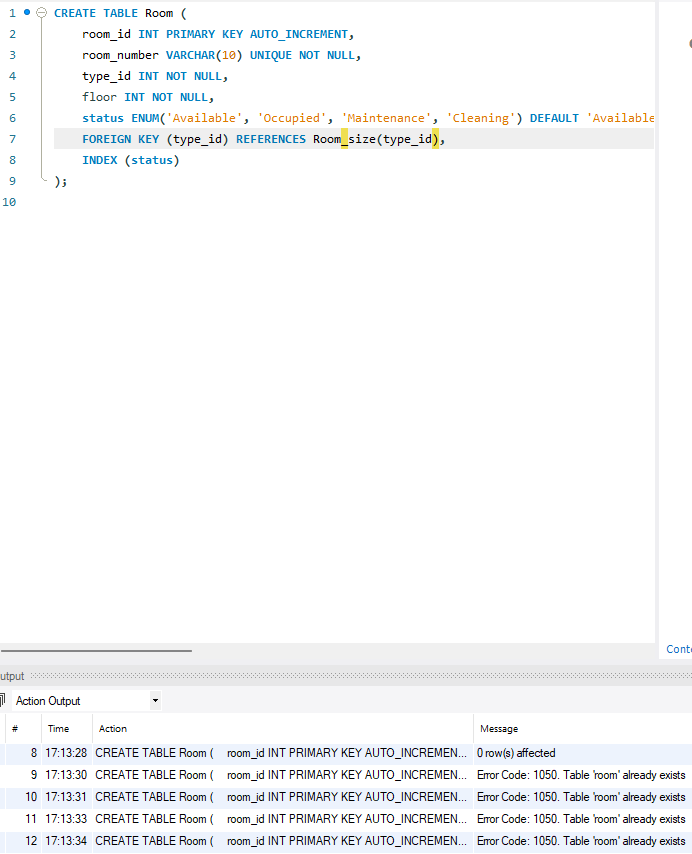 1 CREATE TABLE Room (
2 room_id INT PRIMARY KEY AUTO_INCREMENT,
3 room_number VARCHAR(10) UNIQUE NOT NULL,
4 type_id INT NOT NULL,
5 floor INT NOT NULL,
6 status ENUM('Available', 'Occupied', 'Maintenance', 'Cleaning') DEFAULT 'Available
7 FOREIGN KEY (type_id) REFERENCES Room_size(type_id),
8 INDEX (status)
9 );
10
Conte
utput
Action Output
# Time Action Message
8 17:13:28 CREATE TABLE Room ( room_id INT PRIMARY KEY AUTO_INCREMEN... 0 row(s) affected
9 17:13:30 CREATE TABLE Room ( room_id INT PRIMARY KEY AUTO_INCREMEN... Error Code: 1050. Table 'room' already exists
10 17:13:31 CREATE TABLE Room ( room_id INT PRIMARY KEY AUTO_INCREMEN... Error Code: 1050. Table 'room' already exists
11 17:13:33 CREATE TABLE Room ( room_id INT PRIMARY KEY AUTO_INCREMEN... Error Code: 1050. Table 'room' already exists
12 17:13:34 CREATE TABLE Room ( room_id INT PRIMARY KEY AUTO_INCREMEN... Error Code: 1050. Table 'room' already exists